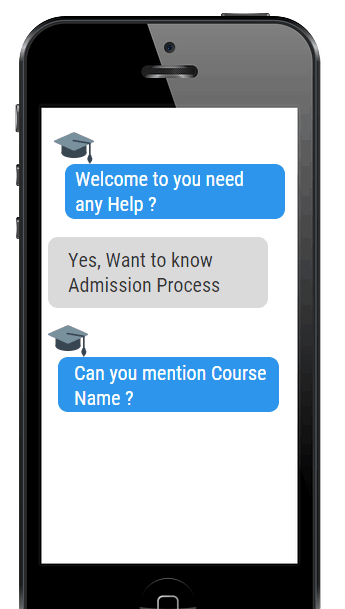 Welcome to you need
any Help ?
Yes, Want to know
Admission Process
Can you mention Course
Name ?